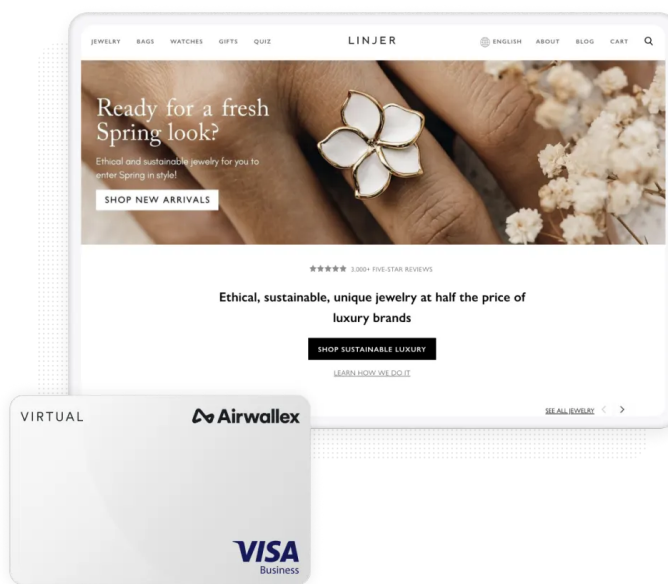 JEWELRY BAGS WATCHES GIFTS QUIZ LINJER ENGLISH ABOUT BLOG CART
Ready for a fresh
Spring look?
Ethical and sustainable jewelry for you to
enter Spring in style!
SHOP NEW ARRIVALS
3,000+ FIVE-STAR REVIEWS
Ethical, sustainable, unique jewelry at half the price of
luxury brands
SHOP SUSTAINABLE LUXURY
LEARN HOW WE DO IT
SEE ALL JEWELRY
VIRTUAL Airwallex
VISA
Business